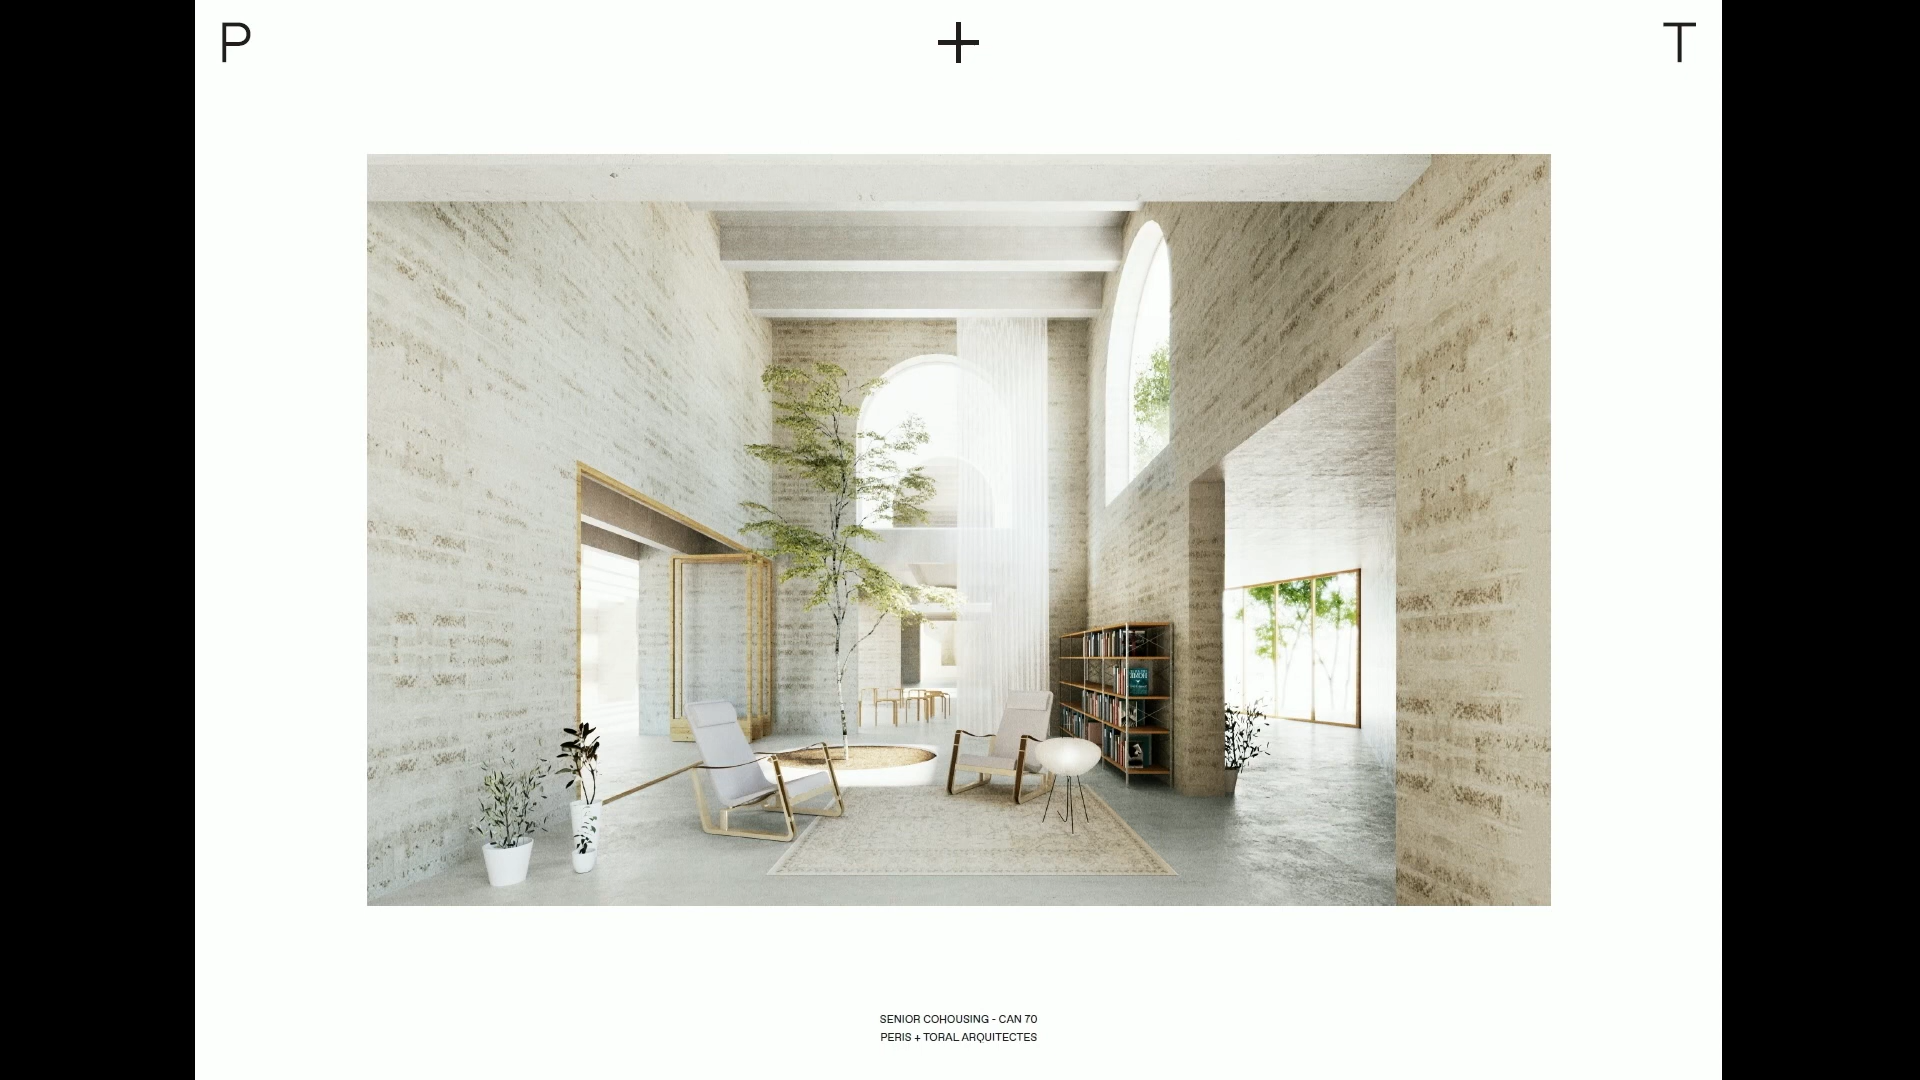 P + T
SENIOR COHOUSING - CAN 70
PERIS + TORAL ARQUITECTES